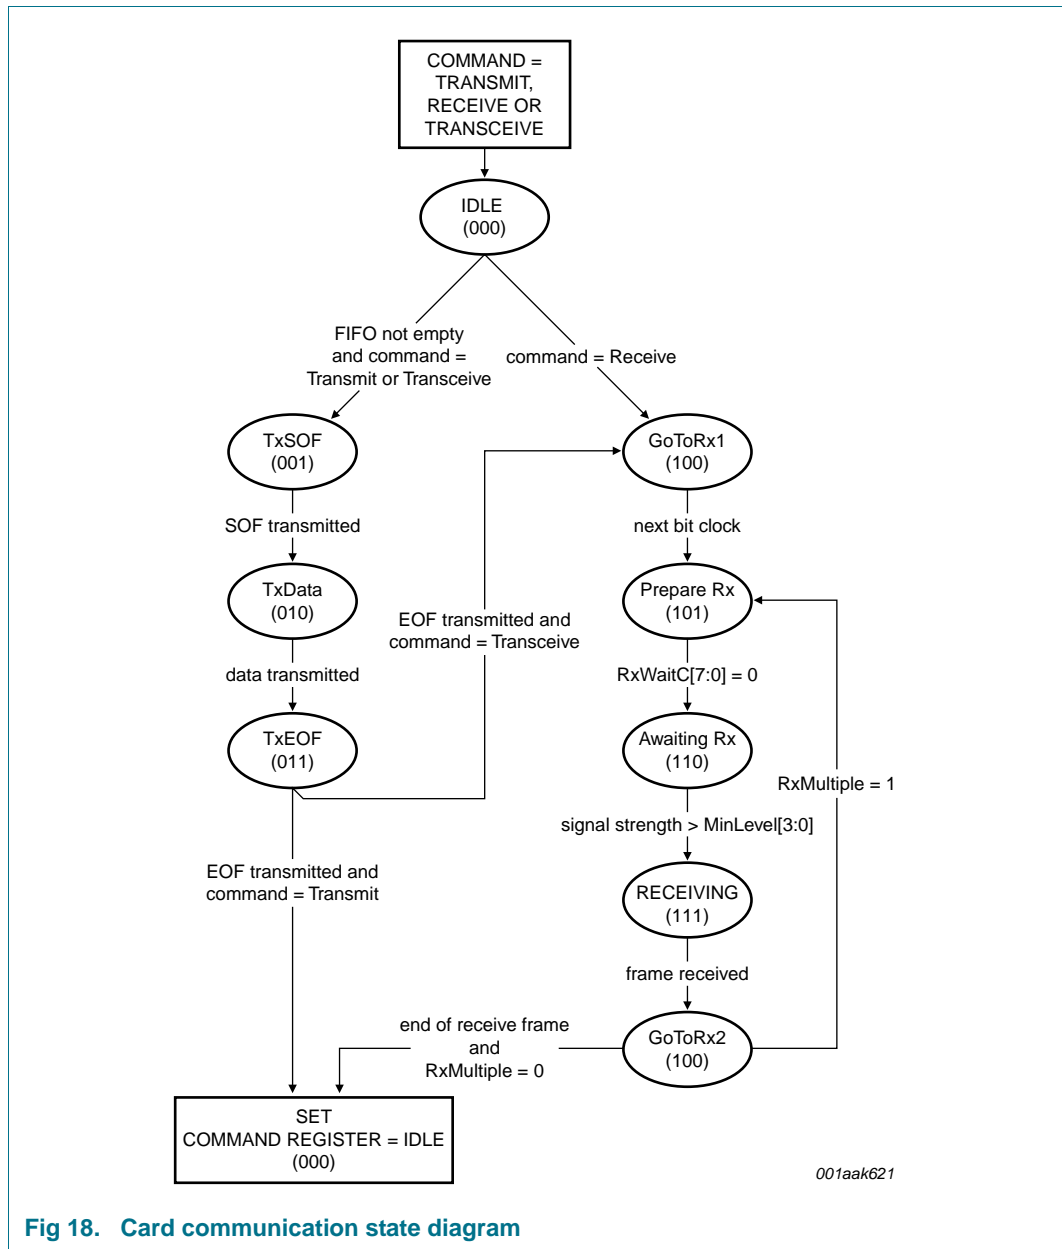 COMMAND =
TRANSMIT,
RECEIVE OR
TRANSCEIVE
IDLE
(000)
FIFO not empty
and command =
Transmit or Transceive
command = Receive
TxSOF
(001)
GoToRx1
(100)
SOF transmitted
next bit clock
TxData
(010)
Prepare Rx
(101)
EOF transmitted and
command = Transceive
data transmitted
RxWaitC[7:0] = 0
TxEOF
(011)
Awaiting Rx
(110)
RxMultiple = 1
signal strength > MinLevel[3:0]
EOF transmitted and
command = Transmit
RECEIVING
(111)
frame received
end of receive frame
and
RxMultiple = 0
GoToRx2
(100)
SET
COMMAND REGISTER = IDLE
(000)
001aak621
Fig 18. Card communication state diagram